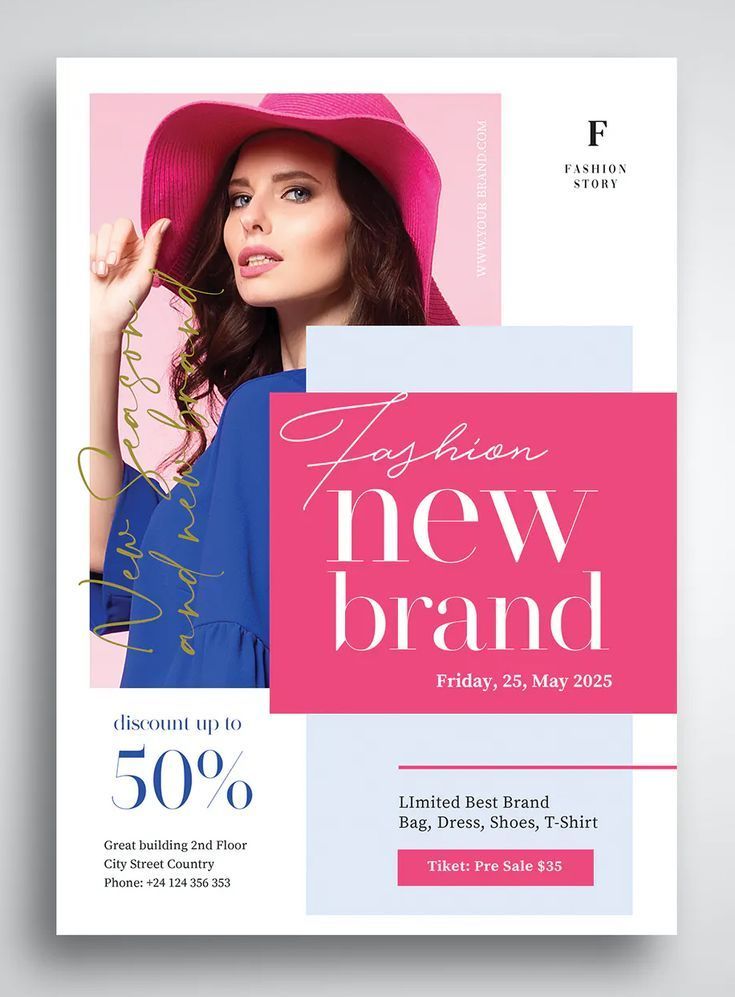 F
FASHION
STORY
WWW.YOUR BRAND.COM
New Season
and new brand
Fashion
new
brand
Friday, 25, May 2025
discount up to
50%
Great building 2nd Floor
City Street Country
Phone: +24 124 356 353
LImited Best Brand
Bag, Dress, Shoes, T-Shirt
Tiket: Pre Sale $35